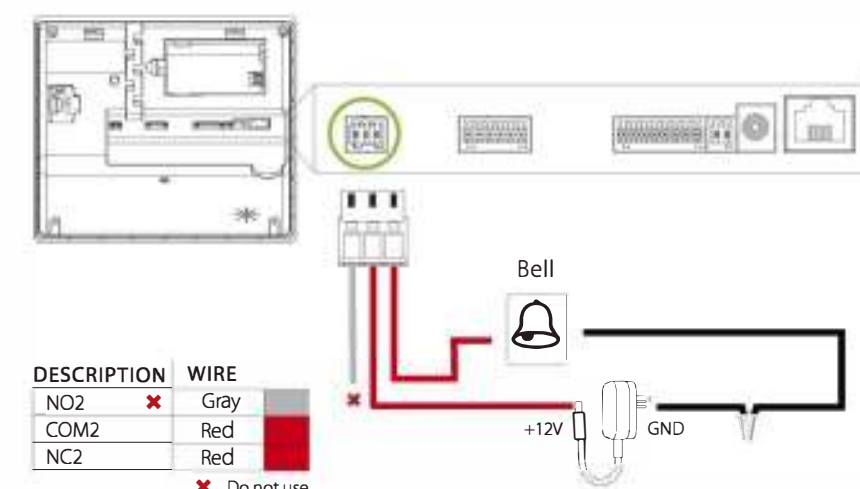 Bell
DESCRIPTION WIRE
NO2 ✖ Gray
COM2 Red
NC2 Red
✖ Do not use
+12V GND